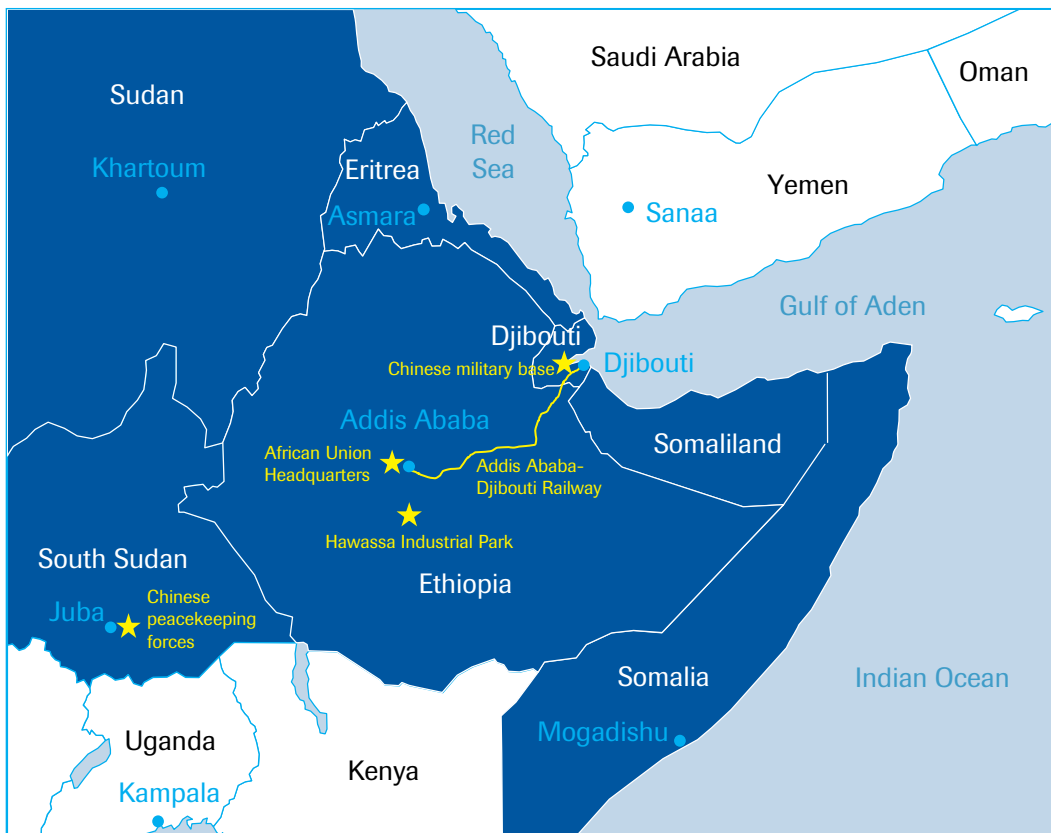 Saudi Arabia
Oman
Sudan
Red
Sea
Khartoum
Eritrea
Asmara
Yemen
Sanaa
Gulf of Aden
Djibouti
Chinese military base
Djibouti
Addis Ababa
African Union
Headquarters
Addis Ababa-
Djibouti Railway
Somaliland
Hawassa Industrial Park
South Sudan
Ethiopia
Juba
Chinese
peacekeeping
forces
Somalia
Indian Ocean
Mogadishu
Uganda
Kenya
Kampala